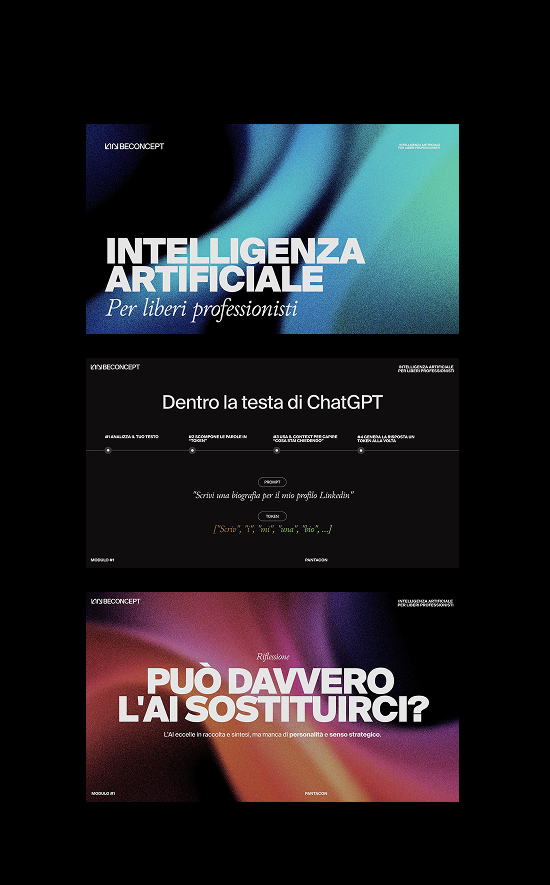 BECONCEPT
INTELLIGENZA ARTIFICIALE
PER LIBERI PROFESSIONISTI
INTELLIGENZA
ARTIFICIALE
Per liberi professionisti
BECONCEPT
INTELLIGENZA ARTIFICIALE
PER LIBERI PROFESSIONISTI
Dentro la testa di ChatGPT
#1 ANALIZZA IL TUO TESTO
#2 SCOMPONE LE PAROLE IN
"TOKEN"
#3 USA IL CONTEXT PER CAPIRE
"COSA STAI CHIEDENDO"
#4 GENERA LA RISPOSTA UN
TOKEN ALLA VOLTA
PROMPT
"Scrivi una biografia per il mio profilo Linkedin"
TOKEN
["Scriv", "i", "mi", "una", "bio", ...]
MODULO #1
PANTACON
BECONCEPT
INTELLIGENZA ARTIFICIALE
PER LIBERI PROFESSIONISTI
Riflessione
PUÒ DAVVERO
L'AI SOSTITUIRCI?
L'AI eccelle in raccolta e sintesi, ma manca di personalità e senso strategico.
MODULO #1
PANTACON